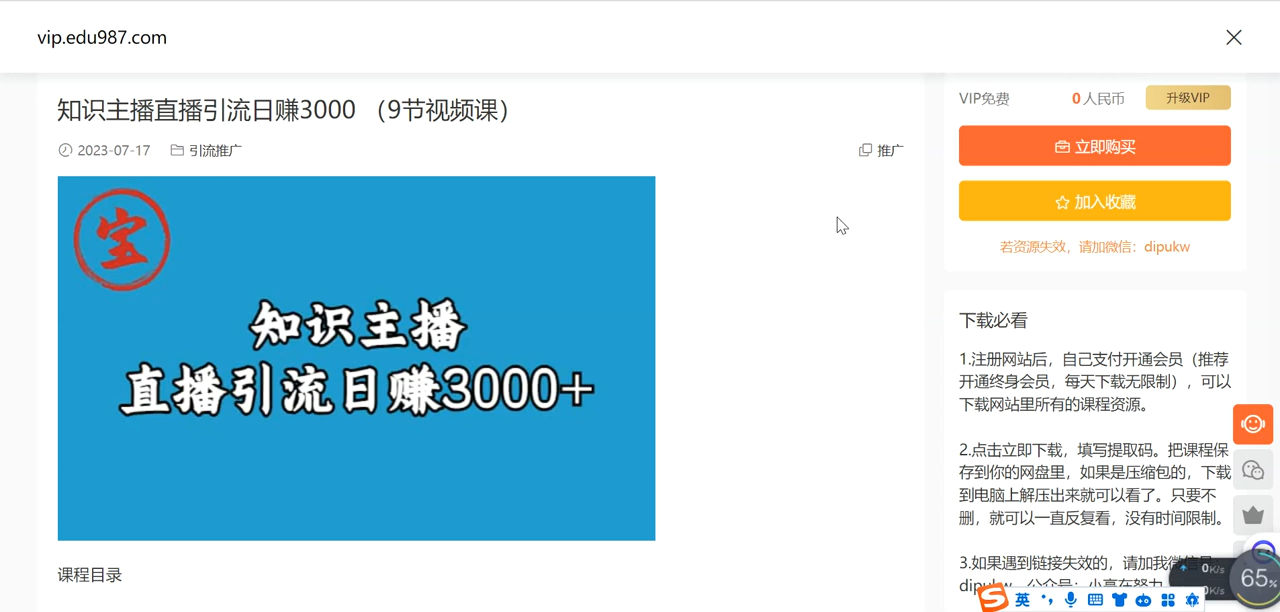 vip.edu987.com
知识主播直播引流日赚3000 （9节视频课）
2023-07-17 引流推广
推广
宝
知识主播
直播引流日赚3000+
课程目录
VIP免费 0人民币 升级VIP
立即购买
加入收藏
若资源失效，请加微信：dipukw
下载必看
1.注册网站后，自己支付开通会员（推荐
开通终身会员，每天下载无限制），可以
下载网站里所有的课程资源。
2.点击立即下载，填写提取码。把课程保
存到你的网盘里，如果是压缩包的，下载
到电脑上解压出来就可以看了。只要不
删，就可以一直反复看，没有时间限制。
3.如果遇到链接失效的，请加我微信号
0K/s
65%
0K/s
英